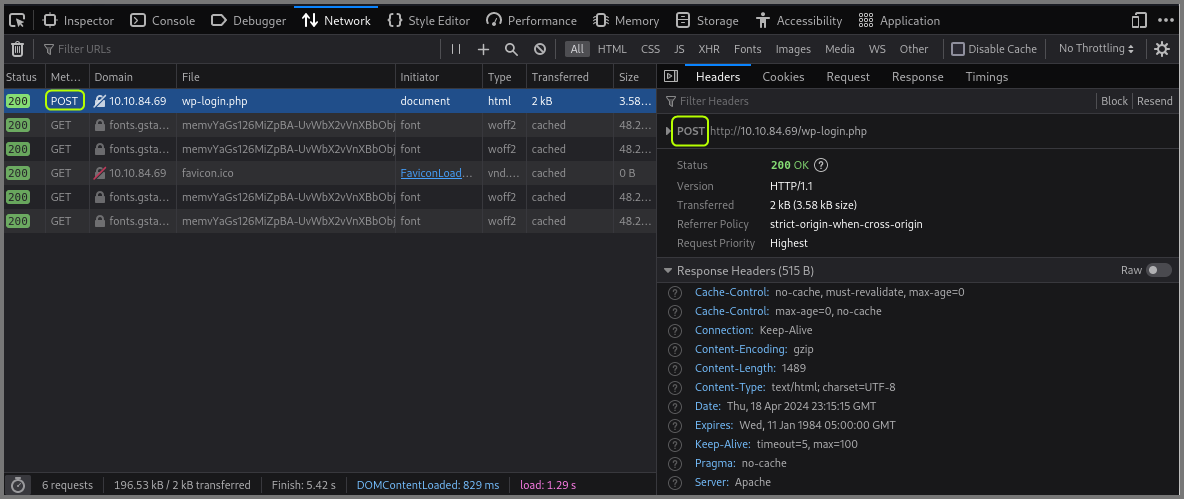 Inspector Console Debugger Network Style Editor Performance Memory Storage Accessibility Application
Filter URLs All HTML CSS JS XHR Fonts Images Media WS Other Disable Cache No Throttling
Status Met… Domain File Initiator Type Transferred Size
200 POST 10.10.84.69 wp-login.php document html 2 kB 3.58…
200 GET fonts.gsta… memvYaGs126MiZpBA-UvWbX2vVnXBbObj font woff2 cached 48.2…
200 GET fonts.gsta… memvYaGs126MiZpBA-UvWbX2vVnXBbObj font woff2 cached 48.2…
200 GET 10.10.84.69 favicon.ico FaviconLoad… vnd.… cached 0 B
200 GET fonts.gsta… memvYaGs126MiZpBA-UvWbX2vVnXBbObj font woff2 cached 48.2…
200 GET fonts.gsta… memvYaGs126MiZpBA-UvWbX2vVnXBbObj font woff2 cached 48.2…
6 requests 196.53 kB / 2 kB transferred Finish: 5.42 s DOMContentLoaded: 829 ms load: 1.29 s
Headers Cookies Request Response Timings
Filter Headers Block Resend
POST http://10.10.84.69/wp-login.php
Status 200 OK ?
Version HTTP/1.1
Transferred 2 kB (3.58 kB size)
Referrer Policy strict-origin-when-cross-origin
Request Priority Highest
Response Headers (515 B) Raw
? Cache-Control: no-cache, must-revalidate, max-age=0
? Cache-Control: max-age=0, no-cache
? Connection: Keep-Alive
? Content-Encoding: gzip
? Content-Length: 1489
? Content-Type: text/html; charset=UTF-8
? Date: Thu, 18 Apr 2024 23:15:15 GMT
? Expires: Wed, 11 Jan 1984 05:00:00 GMT
? Keep-Alive: timeout=5, max=100
? Pragma: no-cache
? Server: Apache